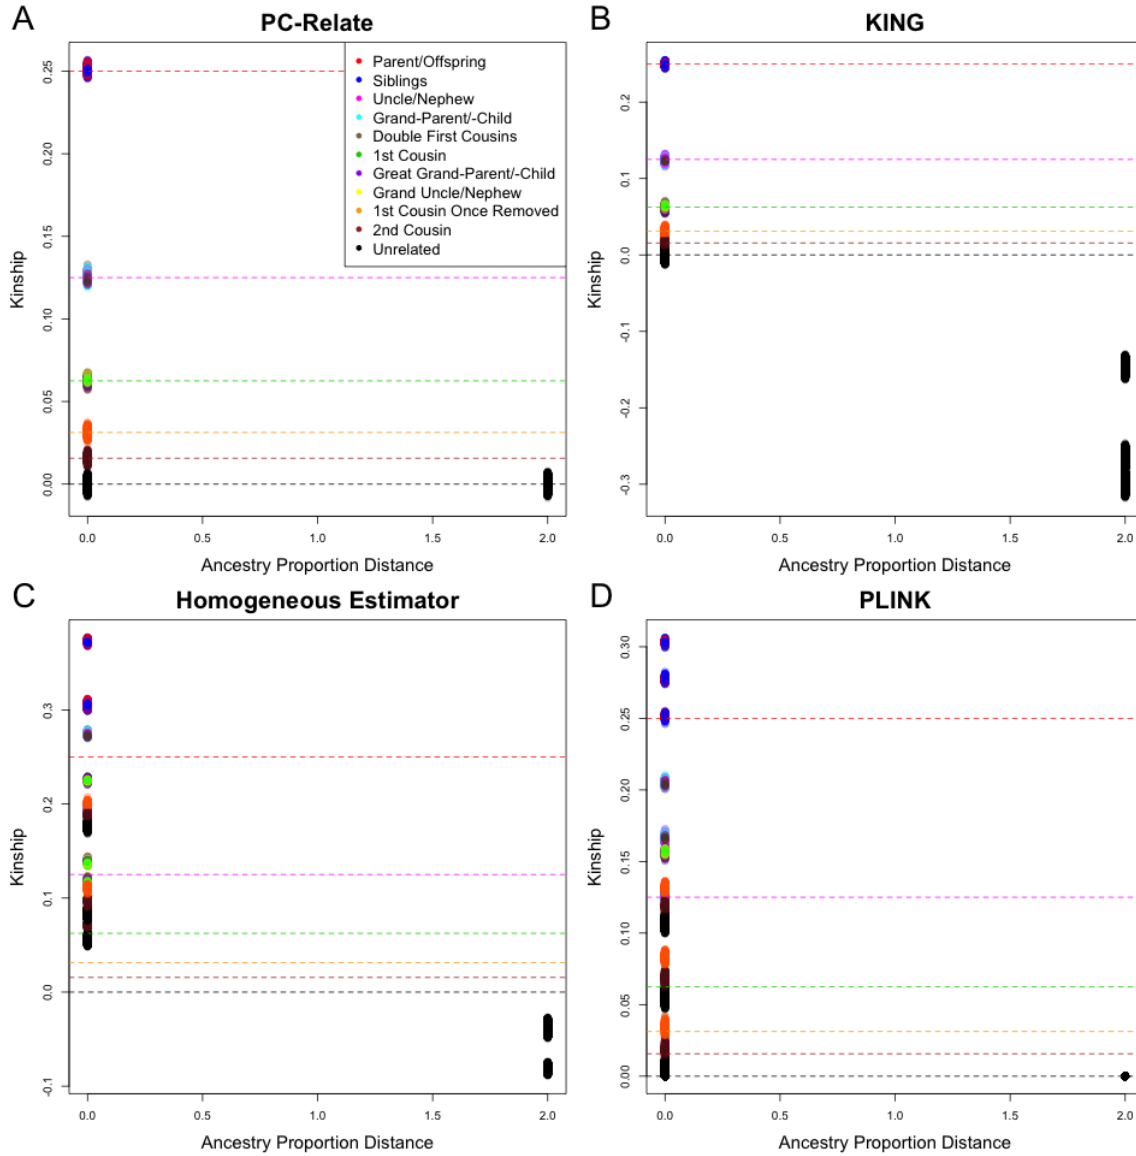 A
PC-Relate
Kinship
0.25
0.20
0.15
0.10
0.05
0.00
Parent/Offspring
Siblings
Uncle/Nephew
Grand-Parent/-Child
Double First Cousins
1st Cousin
Great Grand-Parent/-Child
Grand Uncle/Nephew
1st Cousin Once Removed
2nd Cousin
Unrelated
0.0 0.5 1.0 1.5 2.0
Ancestry Proportion Distance
B
KING
Kinship
0.2
0.1
0.0
-0.1
-0.2
-0.3
0.0 0.5 1.0 1.5 2.0
Ancestry Proportion Distance
C
Homogeneous Estimator
Kinship
0.3
0.2
0.1
0.0
-0.1
0.0 0.5 1.0 1.5 2.0
Ancestry Proportion Distance
D
PLINK
Kinship
0.30
0.25
0.20
0.15
0.10
0.05
0.00
0.0 0.5 1.0 1.5 2.0
Ancestry Proportion Distance